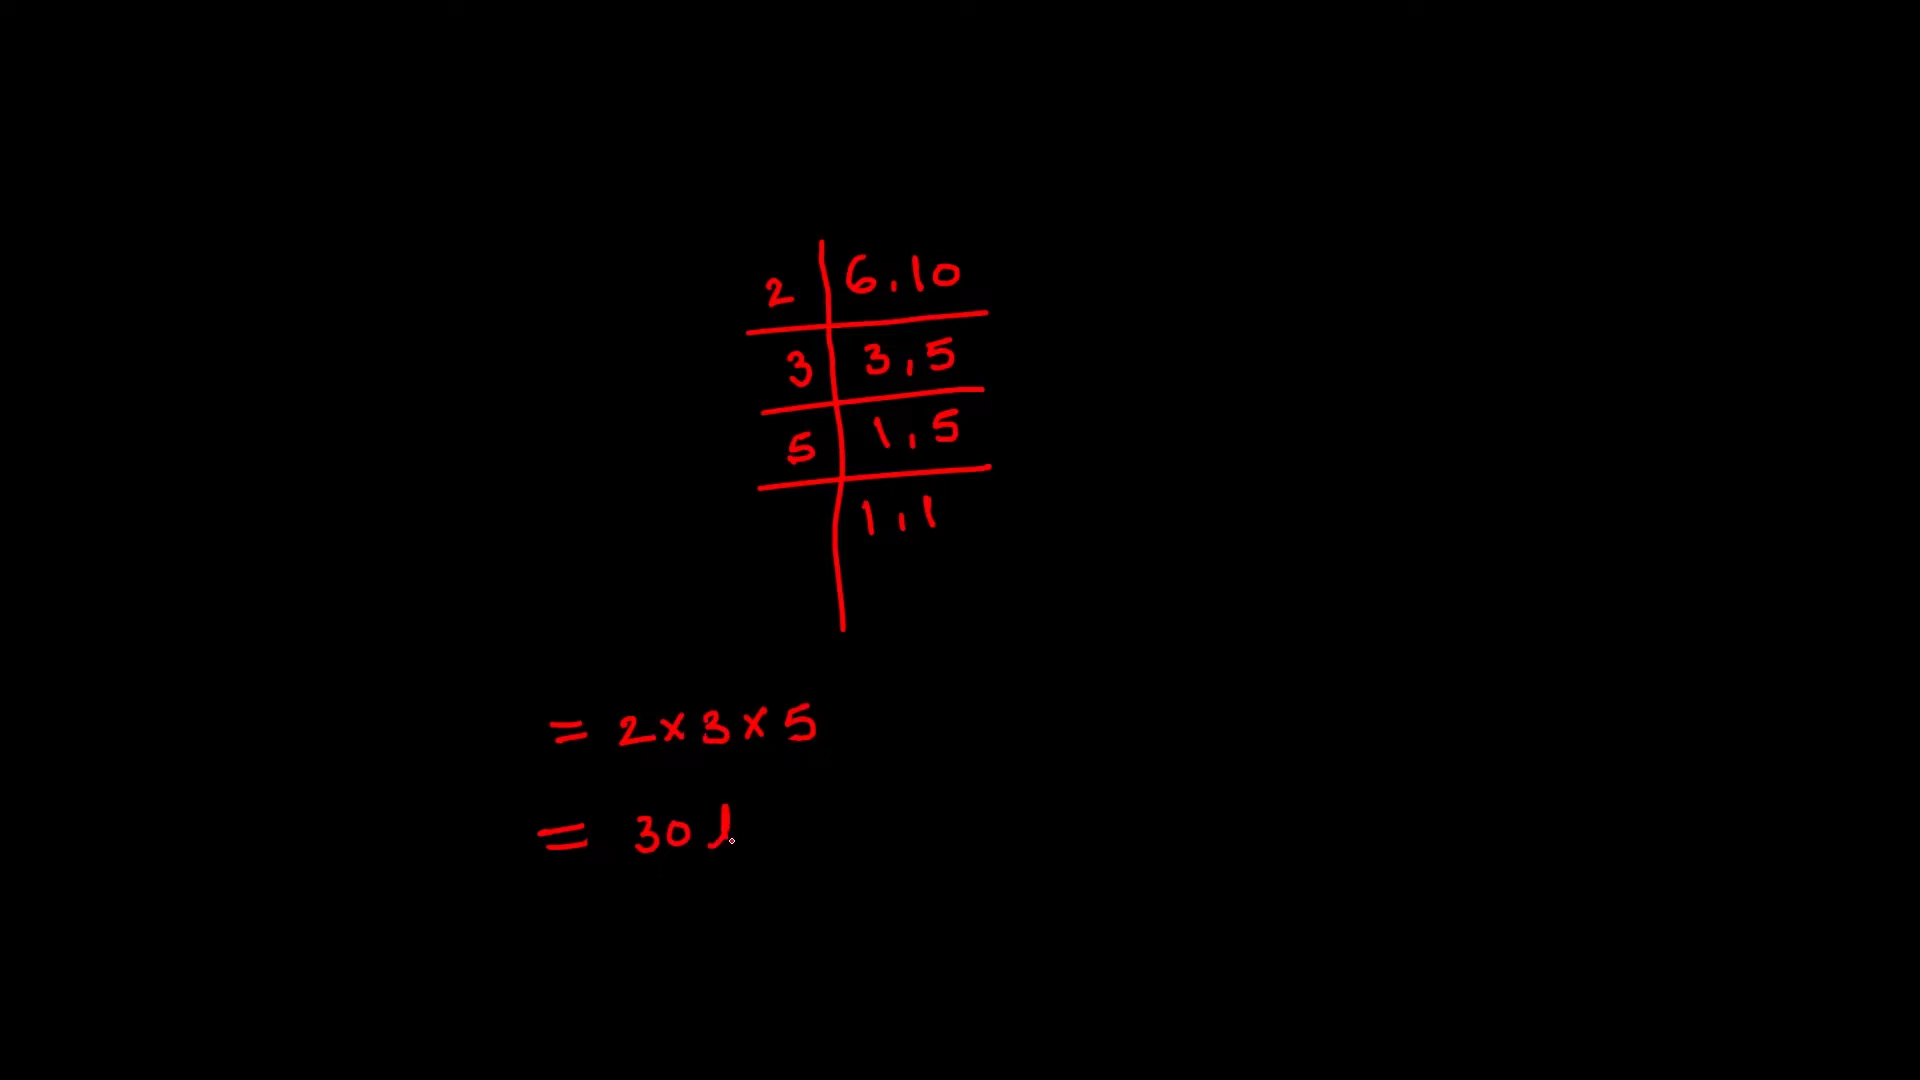 2 | 6, 10
3 | 3, 5
5 | 1, 5
1, 1
= 2 × 3 × 5
= 30